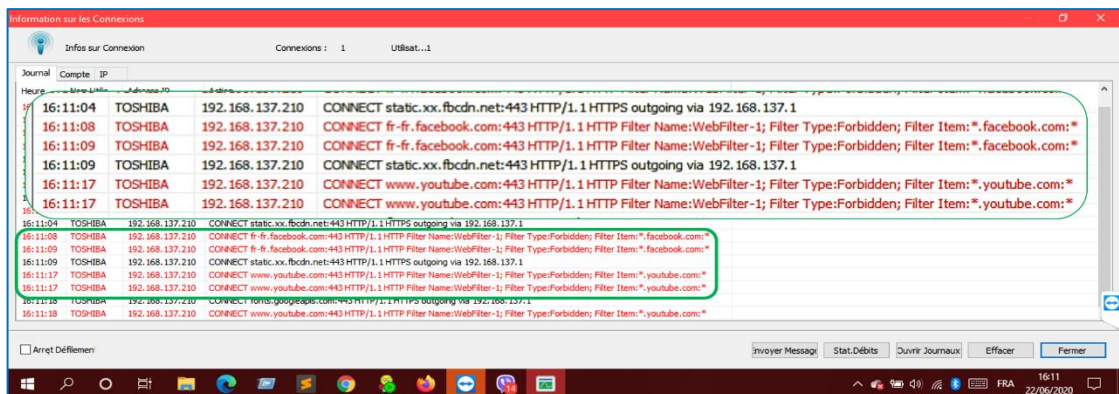 Information sur les Connexions
Infos sur Connexion Connexions : 1 Utilisat...1
Journal Compte IP
Heure
16:11:04 TOSHIBA 192.168.137.210 CONNECT static.xx.fbcdn.net:443 HTTP/1.1 HTTPS outgoing via 192.168.137.1
16:11:08 TOSHIBA 192.168.137.210 CONNECT fr-fr.facebook.com:443 HTTP/1.1 HTTP Filter Name:WebFilter-1; Filter Type:Forbidden; Filter Item:*.facebook.com:*
16:11:09 TOSHIBA 192.168.137.210 CONNECT fr-fr.facebook.com:443 HTTP/1.1 HTTP Filter Name:WebFilter-1; Filter Type:Forbidden; Filter Item:*.facebook.com:*
16:11:09 TOSHIBA 192.168.137.210 CONNECT static.xx.fbcdn.net:443 HTTP/1.1 HTTPS outgoing via 192.168.137.1
16:11:17 TOSHIBA 192.168.137.210 CONNECT www.youtube.com:443 HTTP/1.1 HTTP Filter Name:WebFilter-1; Filter Type:Forbidden; Filter Item:*.youtube.com:*
16:11:17 TOSHIBA 192.168.137.210 CONNECT www.youtube.com:443 HTTP/1.1 HTTP Filter Name:WebFilter-1; Filter Type:Forbidden; Filter Item:*.youtube.com:*
16:11:04 TOSHIBA 192.168.137.210 CONNECT static.xx.fbcdn.net:443 HTTP/1.1 HTTPS outgoing via 192.168.137.1
16:11:08 TOSHIBA 192.168.137.210 CONNECT fr-fr.facebook.com:443 HTTP/1.1 HTTP Filter Name:WebFilter-1; Filter Type:Forbidden; Filter Item:*.facebook.com:*
16:11:09 TOSHIBA 192.168.137.210 CONNECT fr-fr.facebook.com:443 HTTP/1.1 HTTP Filter Name:WebFilter-1; Filter Type:Forbidden; Filter Item:*.facebook.com:*
16:11:09 TOSHIBA 192.168.137.210 CONNECT static.xx.fbcdn.net:443 HTTP/1.1 HTTPS outgoing via 192.168.137.1
16:11:17 TOSHIBA 192.168.137.210 CONNECT www.youtube.com:443 HTTP/1.1 HTTP Filter Name:WebFilter-1; Filter Type:Forbidden; Filter Item:*.youtube.com:*
16:11:17 TOSHIBA 192.168.137.210 CONNECT www.youtube.com:443 HTTP/1.1 HTTP Filter Name:WebFilter-1; Filter Type:Forbidden; Filter Item:*.youtube.com:*
16:11:18 TOSHIBA 192.168.137.210 CONNECT fonts.googleapis.com:443 HTTP/1.1 HTTPS outgoing via 192.168.137.1
16:11:18 TOSHIBA 192.168.137.210 CONNECT www.youtube.com:443 HTTP/1.1 HTTP Filter Name:WebFilter-1; Filter Type:Forbidden; Filter Item:*.youtube.com:*
Arrêt Défilemen Envoyer Message Stat.Débits Ouvrir Journaux Effacer Fermer
14 FRA 16:11
22/06/2020